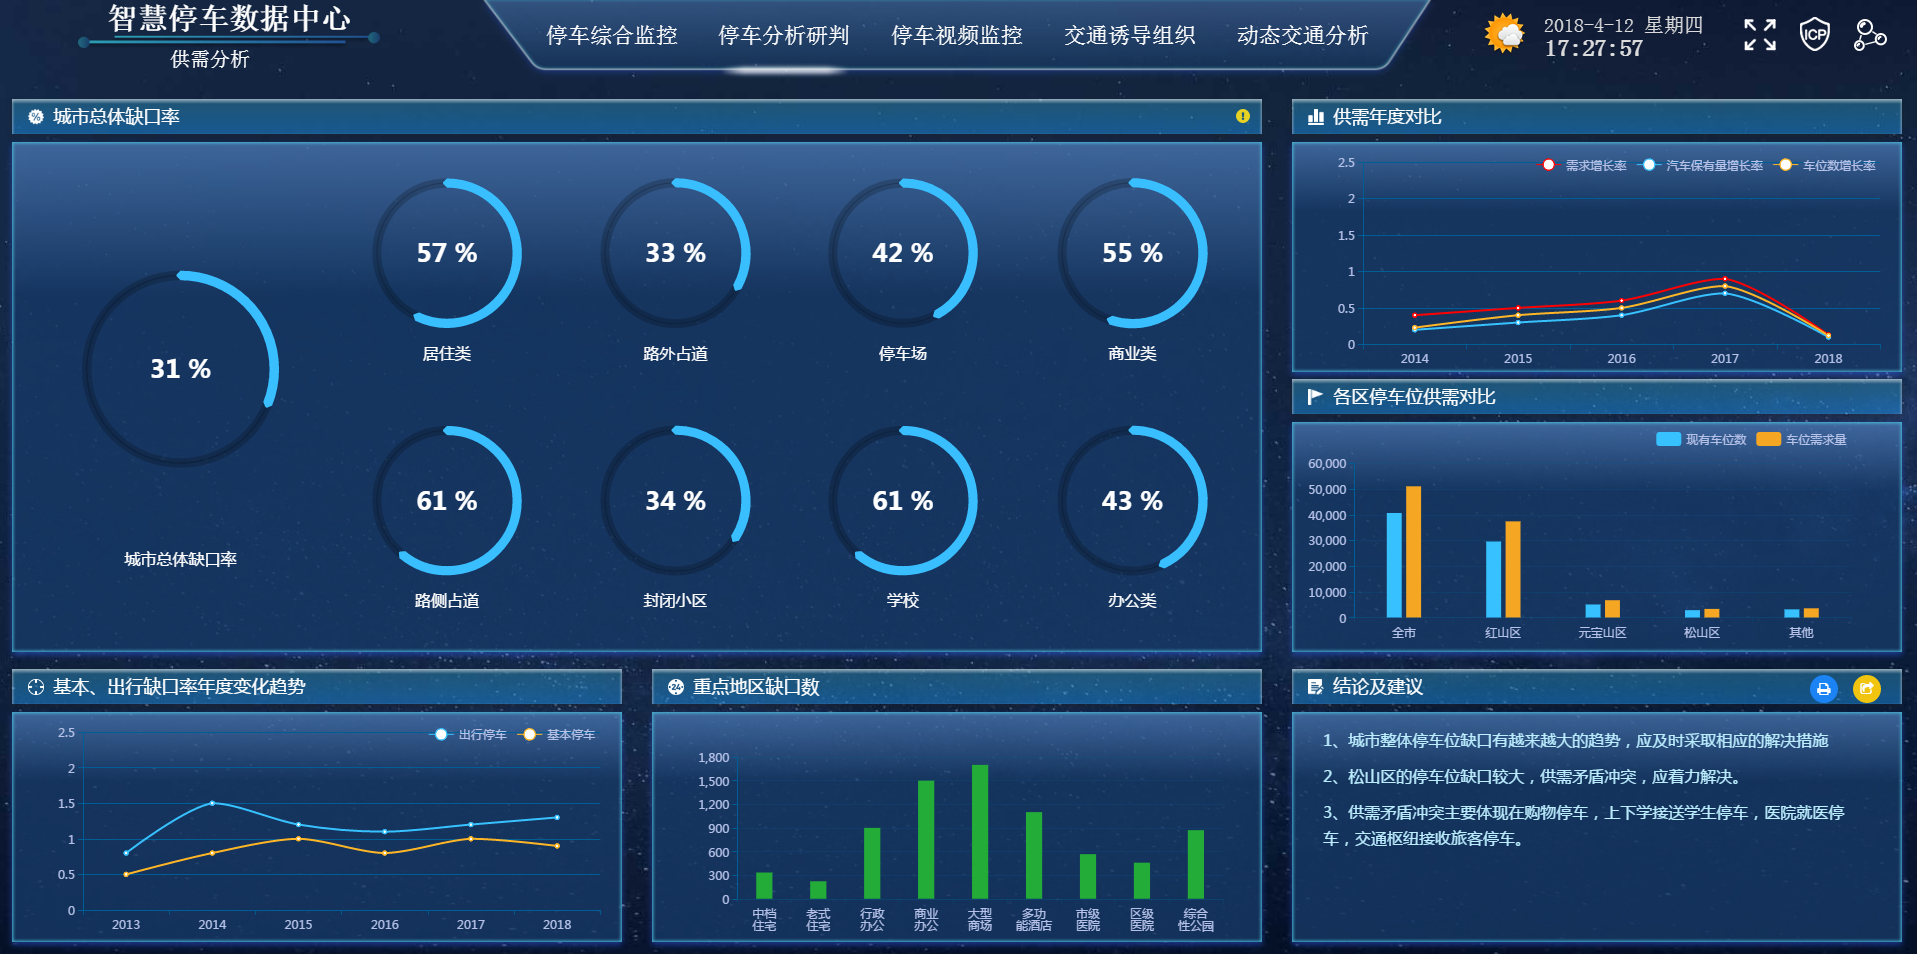 智慧停车数据中心
供需分析
停车综合监控
停车分析研判
停车视频监控
交通诱导组织
动态交通分析
2018-4-12 星期四
17:27:57
ICP
城市总体缺口率
31 %
城市总体缺口率
57 %
居住类
33 %
路外占道
42 %
停车场
55 %
商业类
61 %
路侧占道
34 %
封闭小区
61 %
学校
43 %
办公类
供需年度对比
需求增长率
汽车保有量增长率
车位数增长率
2.5
2
1.5
1
0.5
0
2014
2015
2016
2017
2018
各区停车位供需对比
现有车位数
车位需求量
60,000
50,000
40,000
30,000
20,000
10,000
0
全市
红山区
元宝山区
松山区
其他
基本、出行缺口率年度变化趋势
出行停车
基本停车
2.5
2
1.5
1
0.5
0
2013
2014
2015
2016
2017
2018
24
重点地区缺口数
1,800
1,500
1,200
900
600
300
0
中档
住宅
老式
住宅
行政
办公
商业
办公
大型
商场
多功
能酒店
市级
医院
区级
医院
综合
性公园
结论及建议
1、城市整体停车位缺口有越来越大的趋势，应及时采取相应的解决措施
2、松山区的停车位缺口较大，供需矛盾冲突，应着力解决。
3、供需矛盾冲突主要体现在购物停车，上下学接送学生停车，医院就医停
车，交通枢纽接收旅客停车。